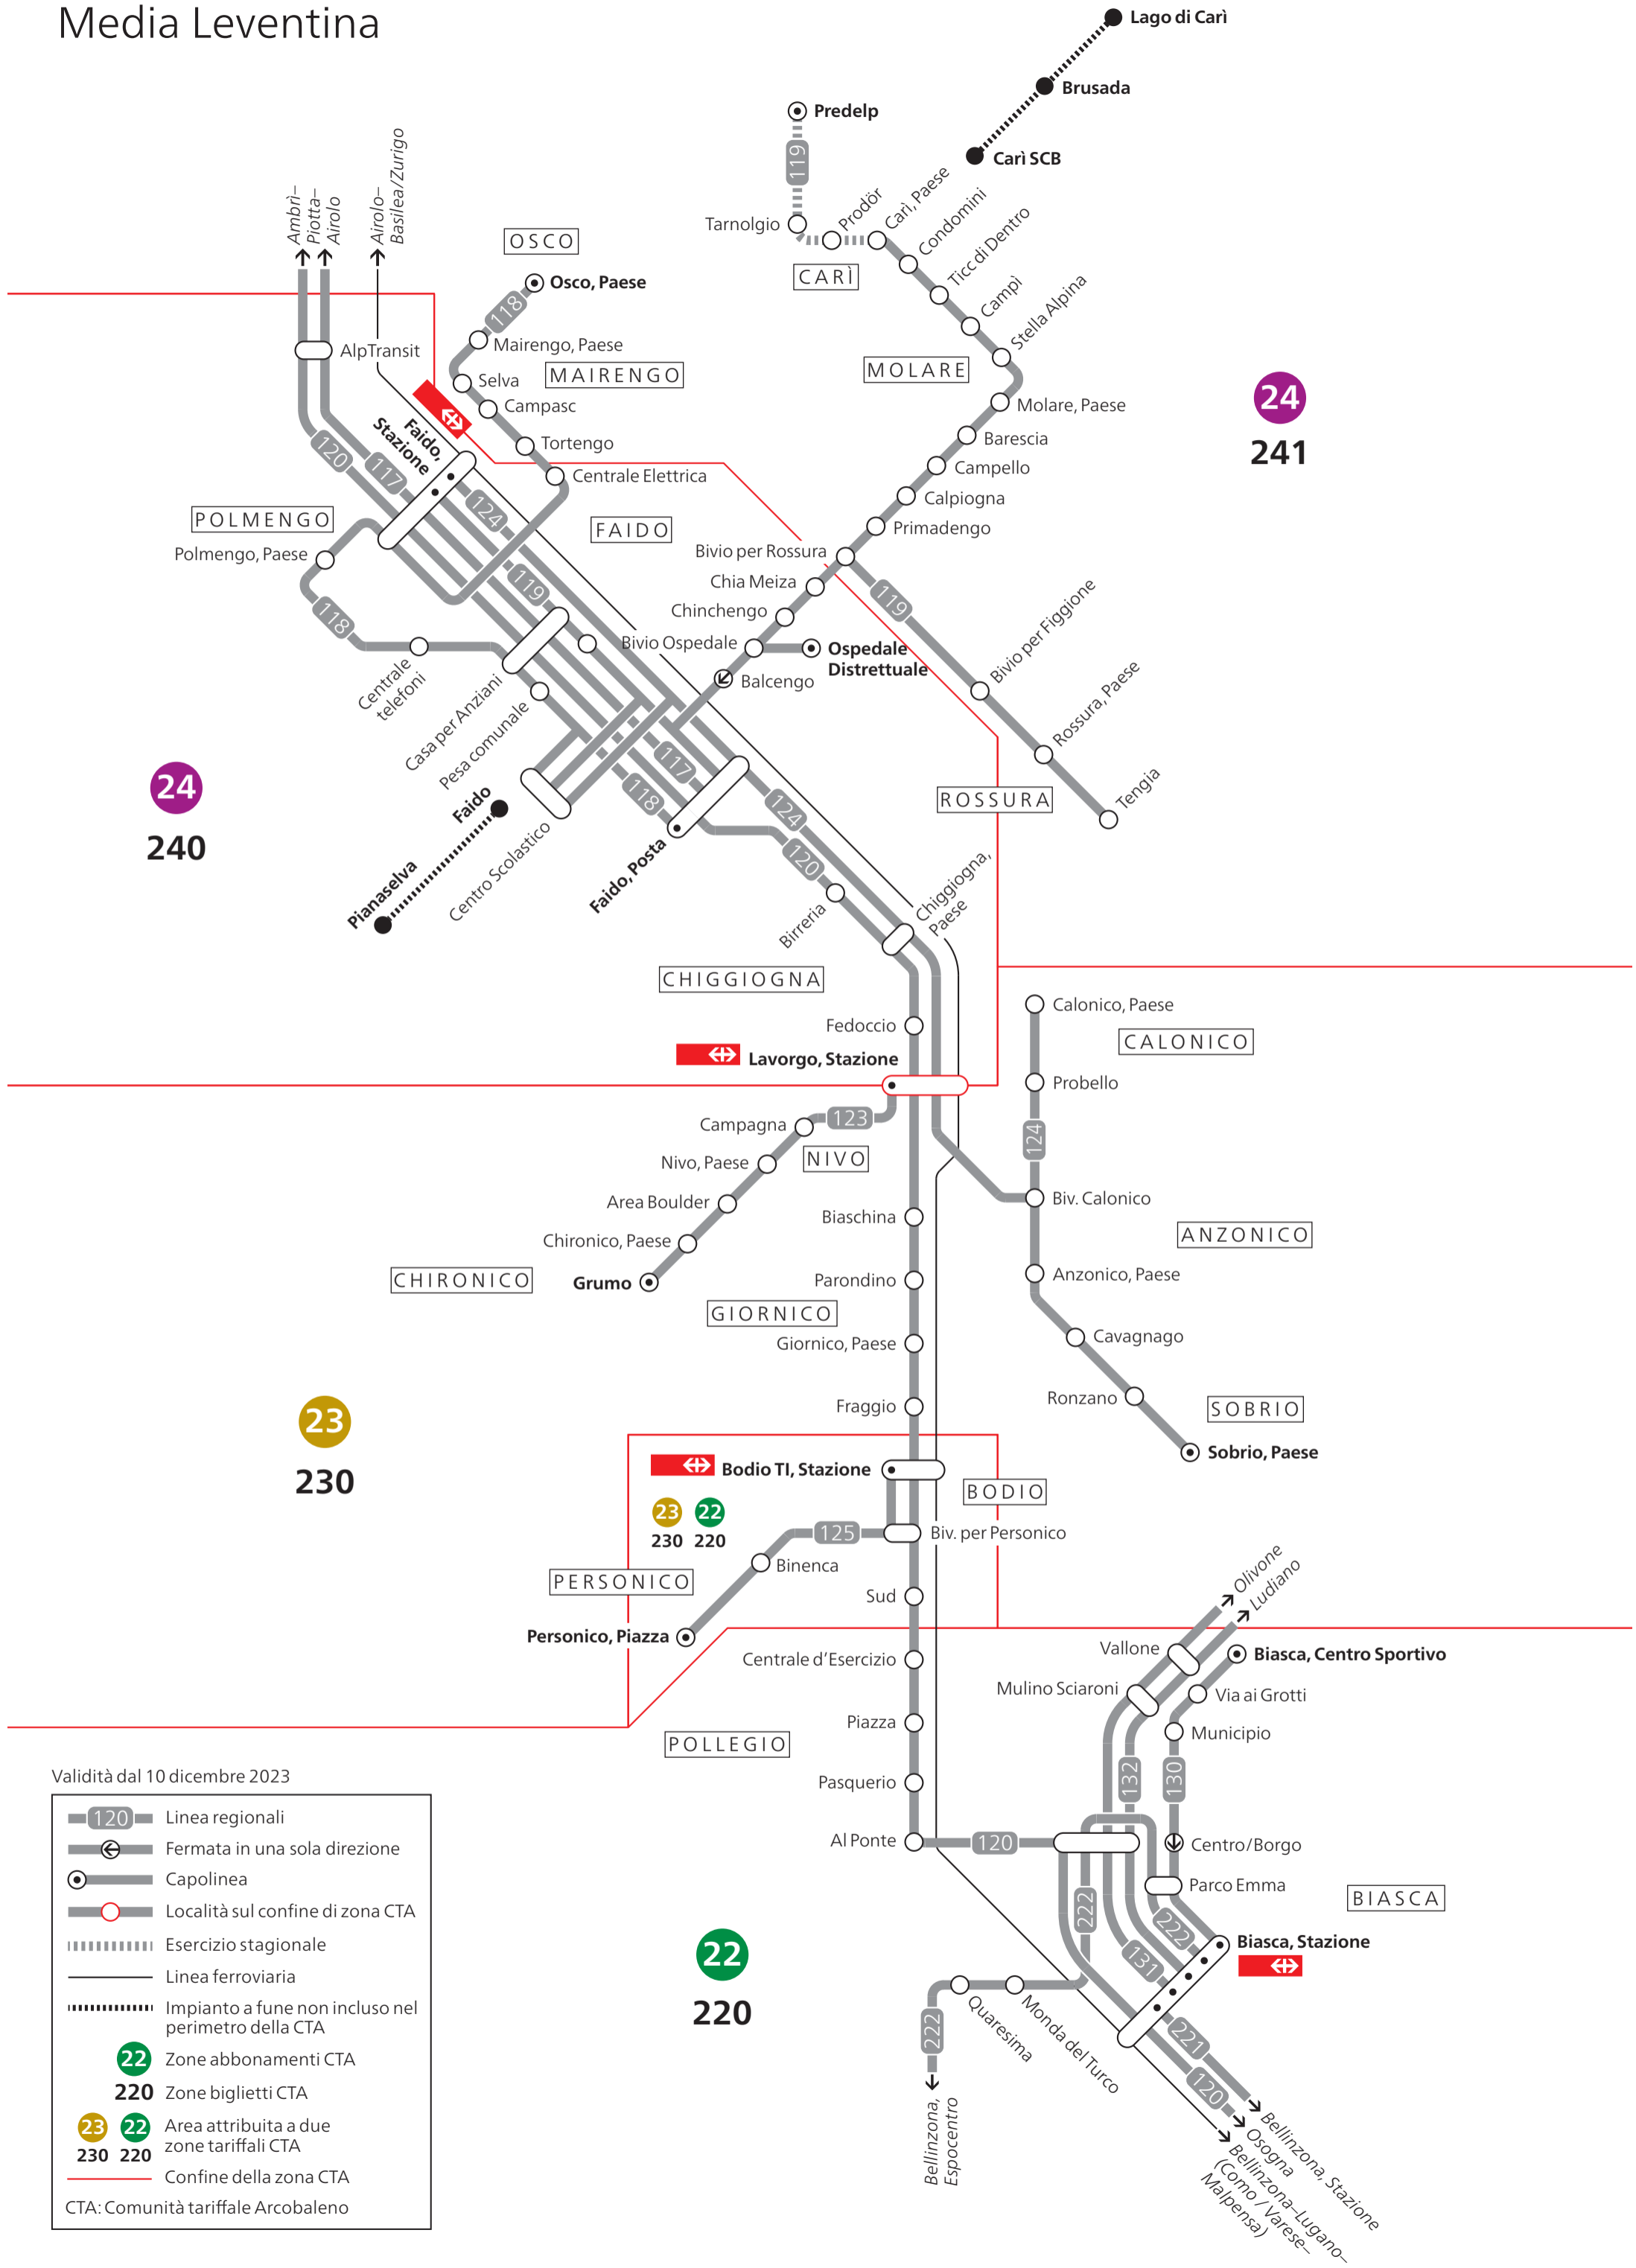 Media Leventina
Lago di Carì
Brusada
Carì SCB
Predelp
119
Tarnolgio
Prodör
Carì, Paese
Condomini
Ticc di Dentro
Campì
Stella Alpina
CARÌ
MOLARE
Molare, Paese
Barescia
Campello
Calpiogna
Primadengo
Bivio per Rossura
Chia Meiza
Chinchengo
Bivio Ospedale
Ospedale
Distrettuale
Balcengo
119
Bivio per Figgione
Rossura, Paese
Tengia
ROSSURA
24
241
Ambrì–
Piotta–
Airolo
Airolo–
Basilea/Zurigo
OSCO
Osco, Paese
118
Mairengo, Paese
MAIRENGO
Selva
Campasc
Tortengo
Centrale Elettrica
AlpTransit
Faido,
Stazione
120
117
124
FAIDO
POLMENGO
Polmengo, Paese
118
119
Centrale
telefoni
Casa per Anziani
Pesa comunale
24
240
Faido
Pianaselva
Centro Scolastico
117
118
Faido, Posta
124
120
Birreria
Chiggiogna,
Paese
CHIGGIOGNA
Fedoccio
Lavorgo, Stazione
123
Campagna
NIVO
Nivo, Paese
Area Boulder
Chironico, Paese
CHIRONICO
Grumo
Calonico, Paese
CALONICO
Probello
124
Biv. Calonico
ANZONICO
Anzonico, Paese
Cavagnago
Ronzano
SOBRIO
Sobrio, Paese
Biaschina
Parondino
GIORNICO
Giornico, Paese
Fraggio
23
230
Bodio TI, Stazione
BODIO
23
22
230
220
125
Biv. per Personico
Binenca
PERSONICO
Sud
Personico, Piazza
Centrale d’Esercizio
Piazza
POLLEGIO
Pasquerio
Al Ponte
120
Olivone
Ludiano
Vallone
Biasca, Centro Sportivo
Mulino Sciaroni
Via ai Grotti
Municipio
132
130
Centro/Borgo
Parco Emma
BIASCA
222
222
131
Biasca, Stazione
22
220
Quaresima
Monda del Turco
222
221
120
Bellinzona,
Espocentro
Bellinzona, Stazione
Osogna
Bellinzona–Lugano–
(Como / Varese–
Malpensa)
Validità dal 10 dicembre 2023
120 Linea regionali
Fermata in una sola direzione
Capolinea
Località sul confine di zona CTA
Esercizio stagionale
Linea ferroviaria
Impianto a fune non incluso nel
perimetro della CTA
22 Zone abbonamenti CTA
220 Zone biglietti CTA
23 22 Area attribuita a due
230 220 zone tariffali CTA
Confine della zona CTA
CTA: Comunità tariffale Arcobaleno